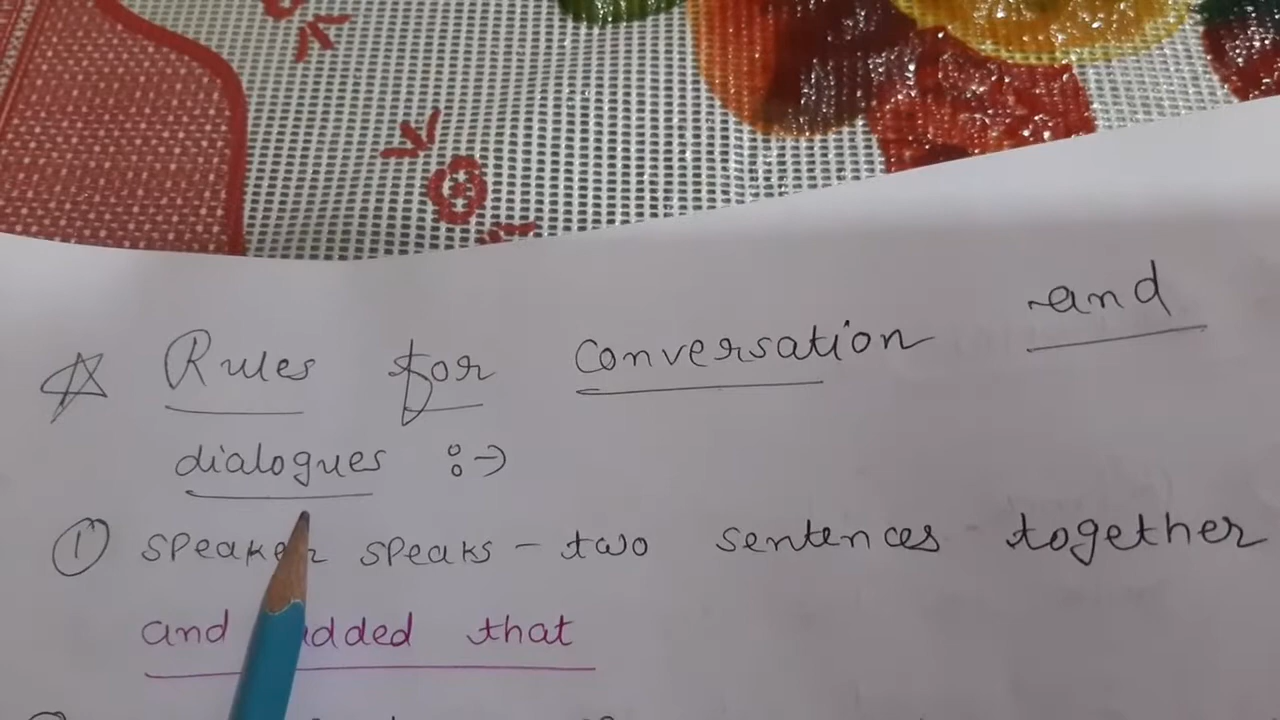 ☆ Rules for conversation and
dialogues :→
① speaker speaks - two sentences together
and added that